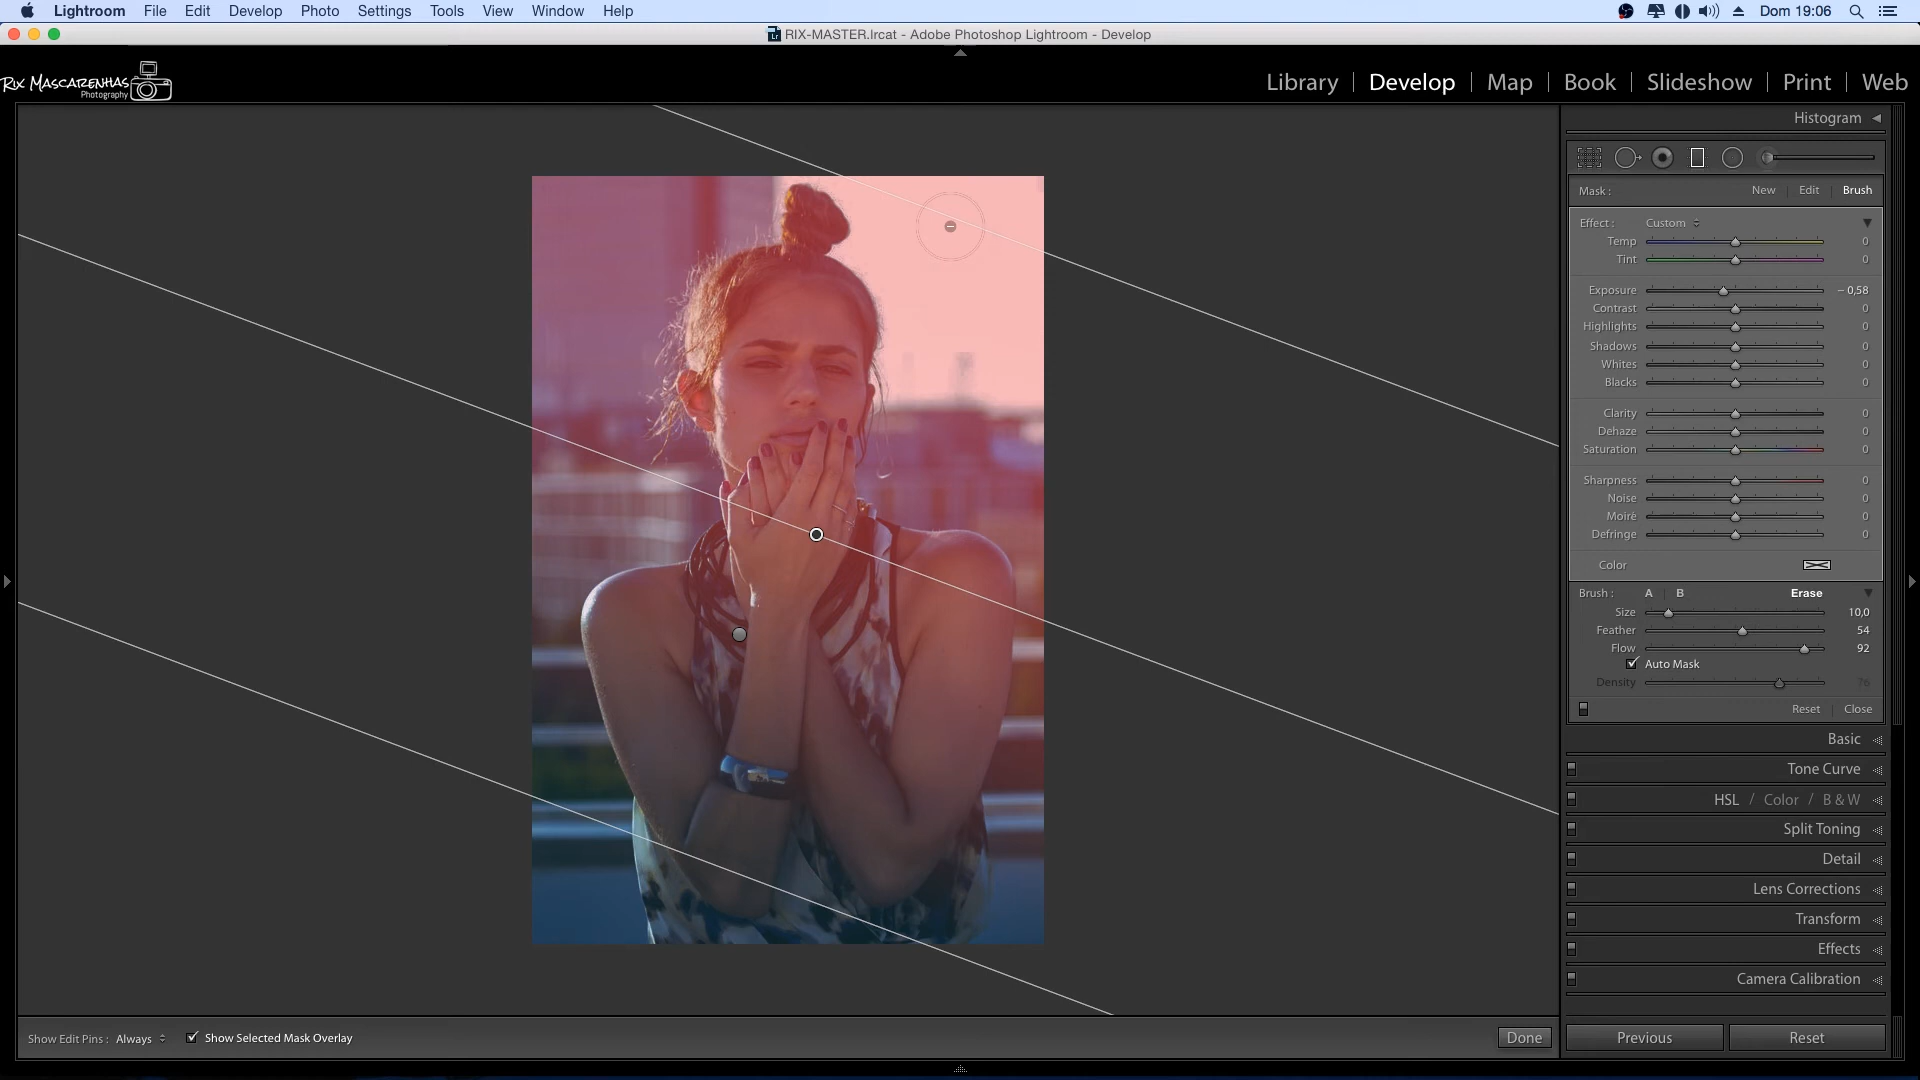 Lightroom File Edit Develop Photo Settings Tools View Window Help Dom 19:06
RIX-MASTER.lrcat - Adobe Photoshop Lightroom - Develop
Rix Mascarenhas
Photography
Library Develop Map Book Slideshow Print Web
Histogram
Mask : New Edit Brush
Effect : Custom
Temp 0
Tint 0
Exposure – 0,58
Contrast 0
Highlights 0
Shadows 0
Whites 0
Blacks 0
Clarity 0
Dehaze 0
Saturation 0
Sharpness 0
Noise 0
Moiré 0
Defringe 0
Color
Brush : A B Erase
Size 10,0
Feather 54
Flow 92
Auto Mask
Density 76
Reset Close
Basic
Tone Curve
HSL / Color / B & W
Split Toning
Detail
Lens Corrections
Transform
Effects
Camera Calibration
Show Edit Pins : Always Show Selected Mask Overlay Done Previous Reset